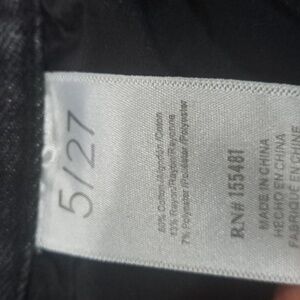 5/27
80% Cotton/Algodón/Coton
13% Rayon/Rayón/Rayonne
7% Polyester/Poliéster/Polyester
RN# 155481
MADE IN CHINA
HECHO EN CHINA
FABRIQUÉ EN CHINE